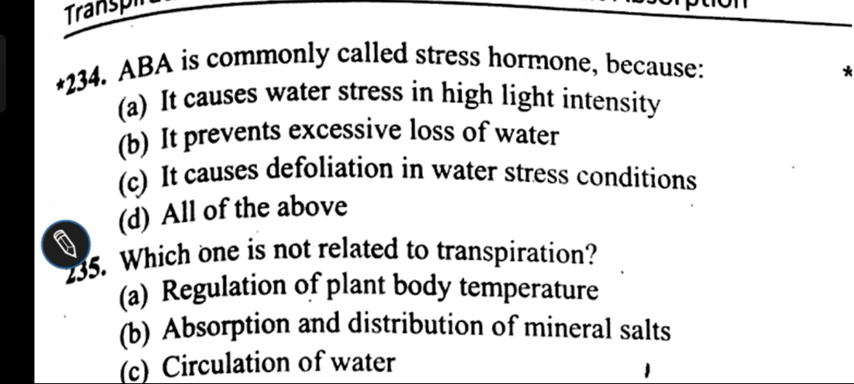 *234. ABA is commonly called stress hormone, because:
*
(a) It causes water stress in high light intensity
(b) It prevents excessive loss of water
(c) It causes defoliation in water stress conditions
(d) All of the above
235. Which one is not related to transpiration?
(a) Regulation of plant body temperature
(b) Absorption and distribution of mineral salts
(c) Circulation of water